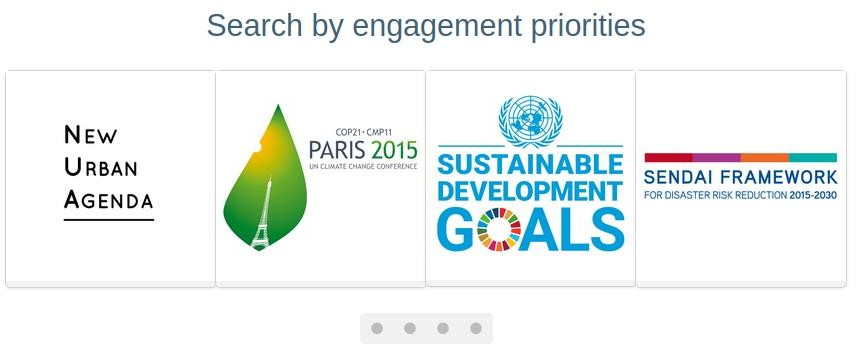 Search by engagement priorities
NEW
URBAN
AGENDA
COP21 · CMP11
PARIS 2015
UN CLIMATE CHANGE CONFERENCE
SUSTAINABLE
DEVELOPMENT
GOALS
SENDAI FRAMEWORK
FOR DISASTER RISK REDUCTION 2015-2030